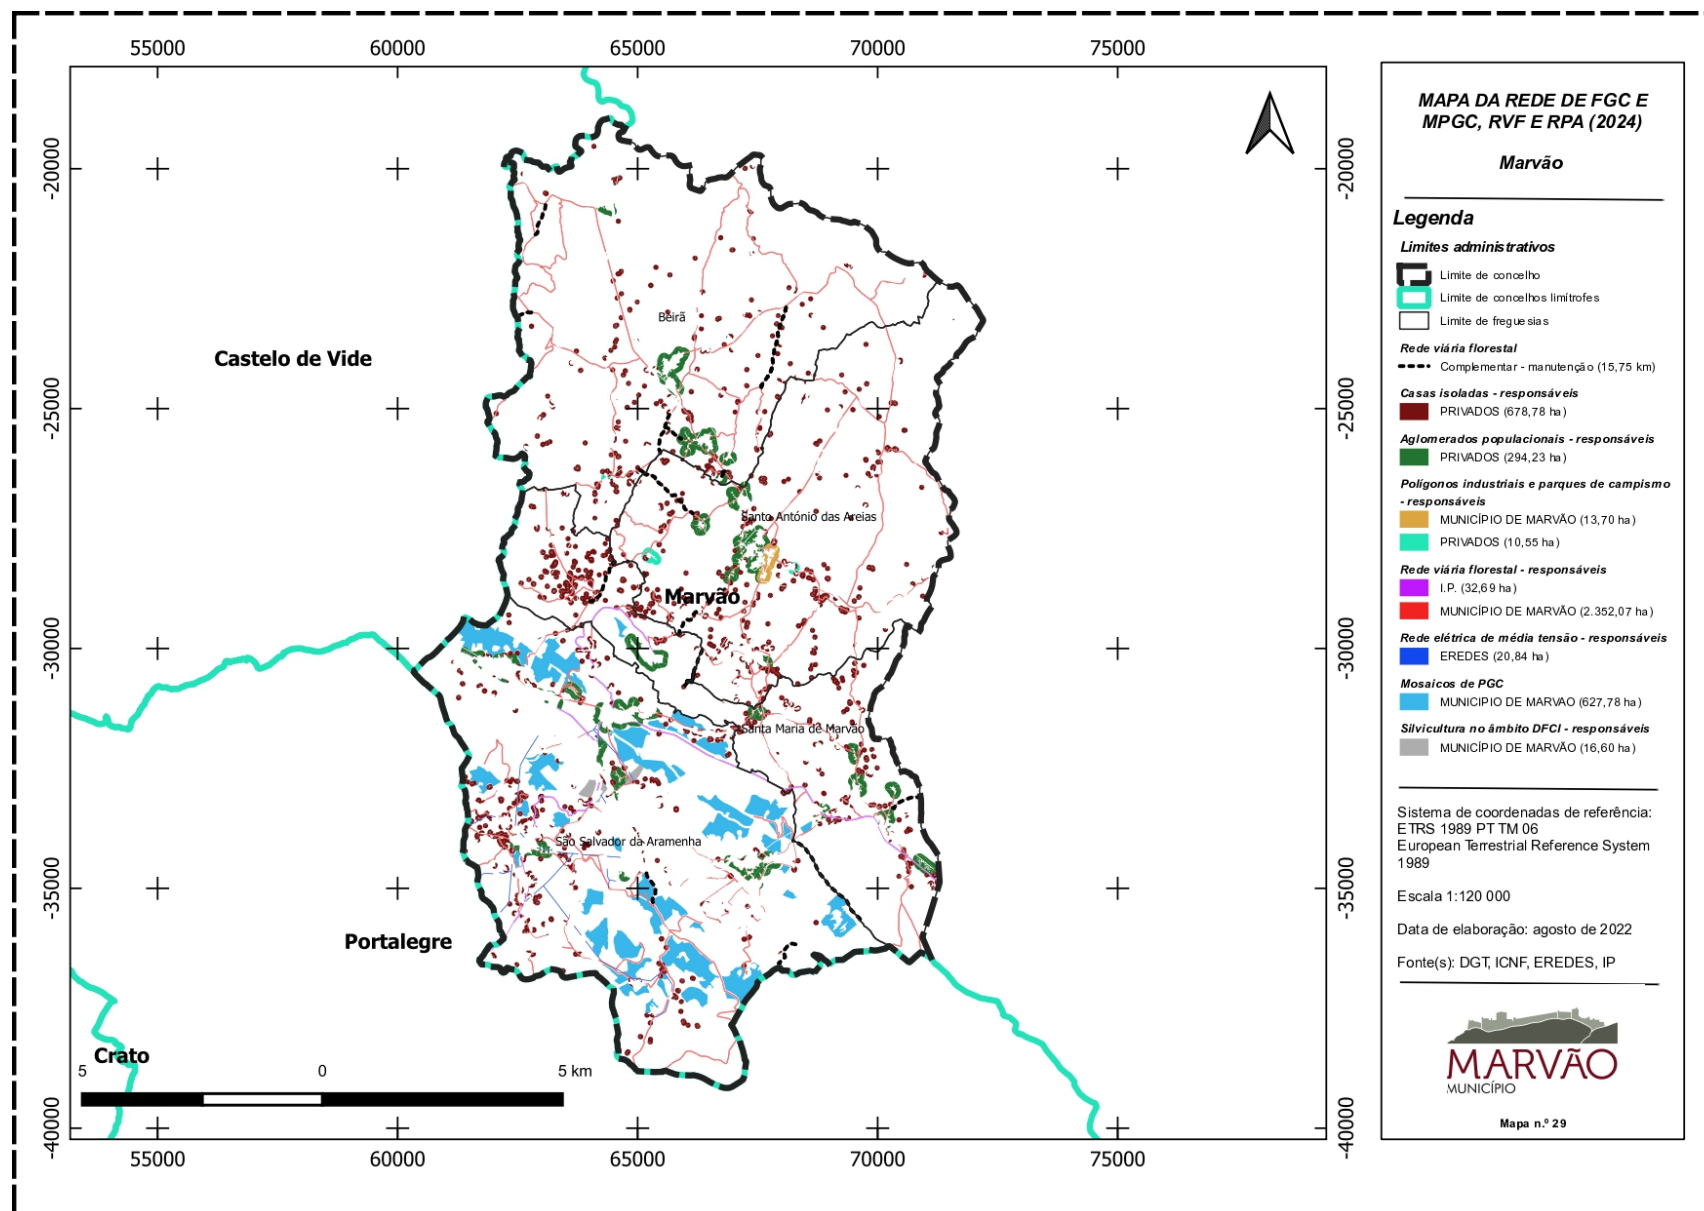 55000 60000 65000 70000 75000
-20000
-25000
-30000
-35000
-40000
-20000
-25000
-30000
-35000
-40000
Beirã
Castelo de Vide
Santo António das Areias
Marvão
Santa Maria de Marvão
São Salvador da Aramenha
Portalegre
Crato
5 0 5 km
55000 60000 65000 70000 75000
MAPA DA REDE DE FGC E
MPGC, RVF E RPA (2024)
Marvão
Legenda
Limites administrativos
Limite de concelho
Limite de concelhos limítrofes
Limite de freguesias
Rede viária florestal
Complementar - manutenção (15,75 km)
Casas isoladas - responsáveis
PRIVADOS (678,78 ha)
Aglomerados populacionais - responsáveis
PRIVADOS (294,23 ha)
Polígonos industriais e parques de campismo
- responsáveis
MUNICÍPIO DE MARVÃO (13,70 ha)
PRIVADOS (10,55 ha)
Rede viária florestal - responsáveis
I.P. (32,69 ha)
MUNICÍPIO DE MARVÃO (2.352,07 ha)
Rede elétrica de média tensão - responsáveis
EREDES (20,84 ha)
Mosaicos de PGC
MUNICIPIO DE MARVAO (627,78 ha)
Silvicultura no âmbito DFCI - responsáveis
MUNICÍPIO DE MARVÃO (16,60 ha)
Sistema de coordenadas de referência:
ETRS 1989 PT TM 06
European Terrestrial Reference System
1989
Escala 1:120 000
Data de elaboração: agosto de 2022
Fonte(s): DGT, ICNF, EREDES, IP
MARVÃO
MUNICÍPIO
Mapa n.º 29